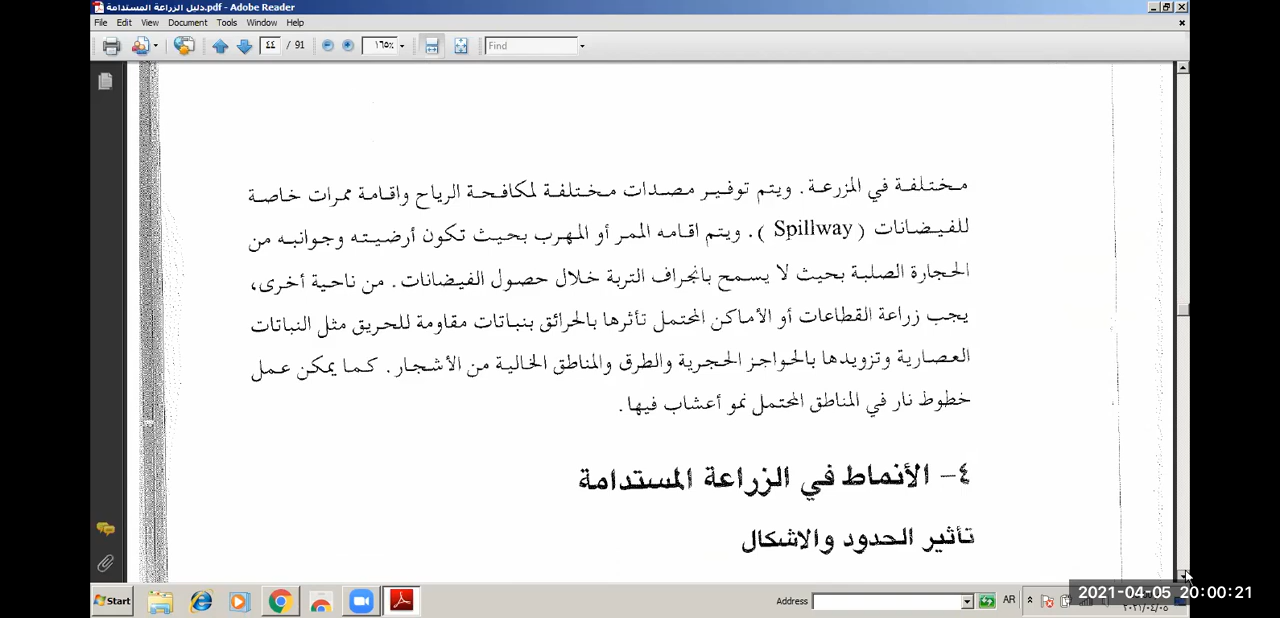 دليل الزراعة المستدامة.pdf - Adobe Reader
File Edit View Document Tools Window Help
٤٤ / 91 ١٦٥% Find
مختلفة في المزرعة. ويتم توفير مصدات مختلفة لمكافحة الرياح واقامة ممرات خاصة
للفيضانات (Spillway). ويتم اقامه الممر أو المهرب بحيث تكون أرضيته وجوانبه من
الحجارة الصلبة بحيث لا يسمح بانجراف التربة خلال حصول الفيضانات. من ناحية أخرى،
يجب زراعة القطاعات أو الأماكن المحتمل تأثرها بالحرائق بنباتات مقاومة للحريق مثل النباتات
العصارية وتزويدها بالحواجز الحجرية والطرق والمناطق الخالية من الأشجار. كما يمكن عمل
خطوط نار في المناطق المحتمل نمو أعشاب فيها.
٤- الأنماط في الزراعة المستدامة
تأثير الحدود والاشكال
Start Address AR
2021-04-05 20:00:21
٢٠٢١/٠٤/٠٥